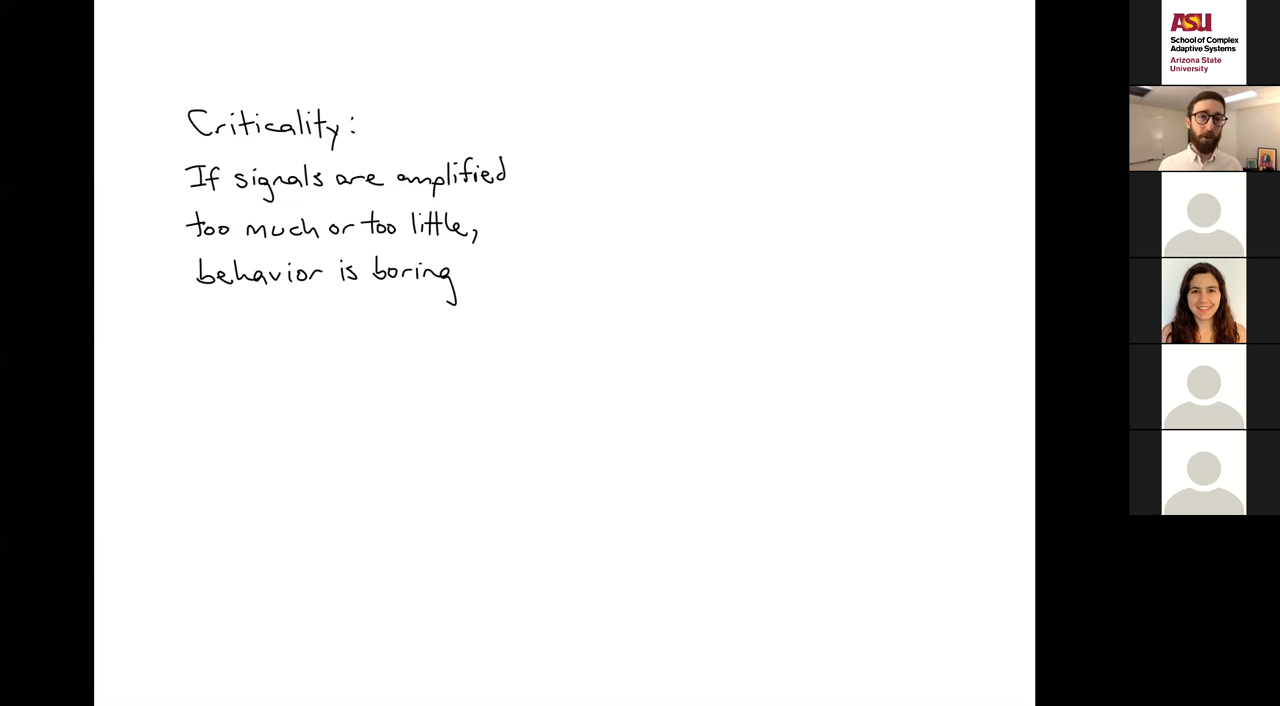 Criticality:
If signals are amplified
too much or too little,
behavior is boring
ASU
School of Complex
Adaptive Systems
Arizona State
University